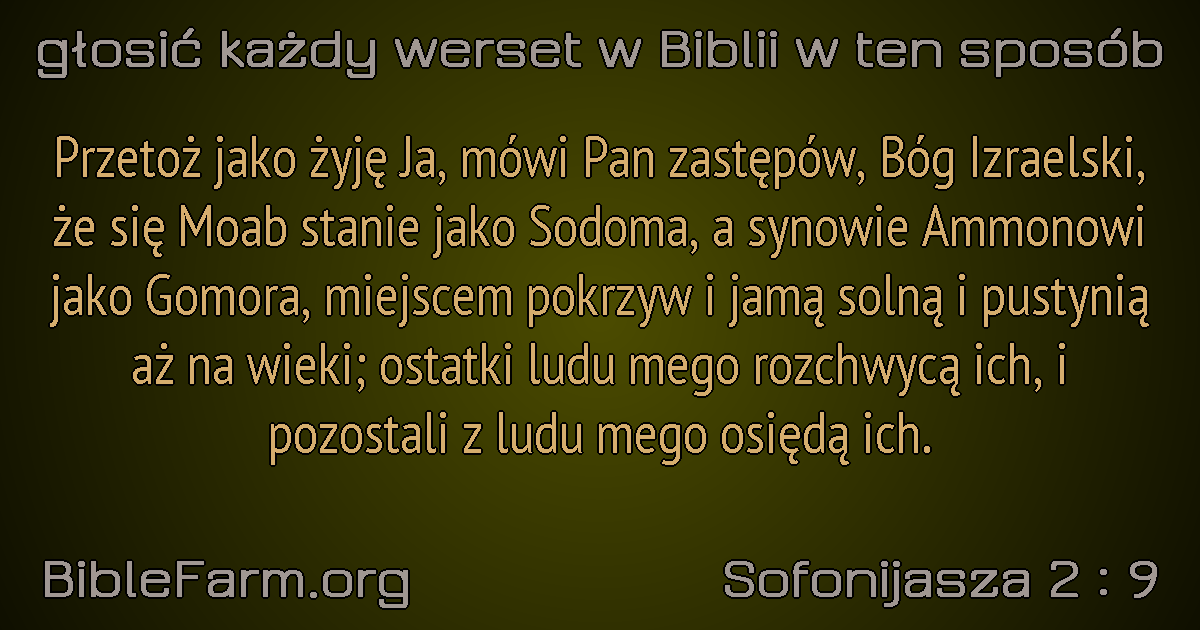 głosić każdy werset w Biblii w ten sposób
Przetoż jako żyję Ja, mówi Pan zastępów, Bóg Izraelski,
że się Moab stanie jako Sodoma, a synowie Ammonowi
jako Gomora, miejscem pokrzyw i jamą solną i pustynią
aż na wieki; ostatki ludu mego rozchwycą ich, i
pozostali z ludu mego osiędą ich.
BibleFarm.org
Sofonijasza 2 : 9